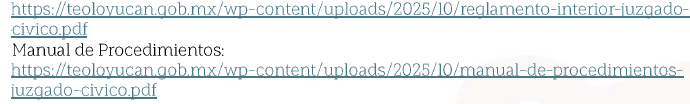 https://teoloyucan.gob.mx/wp-content/uploads/2025/10/reglamento-interior-juzgado-
civico.pdf
Manual de Procedimientos:
https://teoloyucan.gob.mx/wp-content/uploads/2025/10/manual-de-procedimientos-
juzgado-civico.pdf